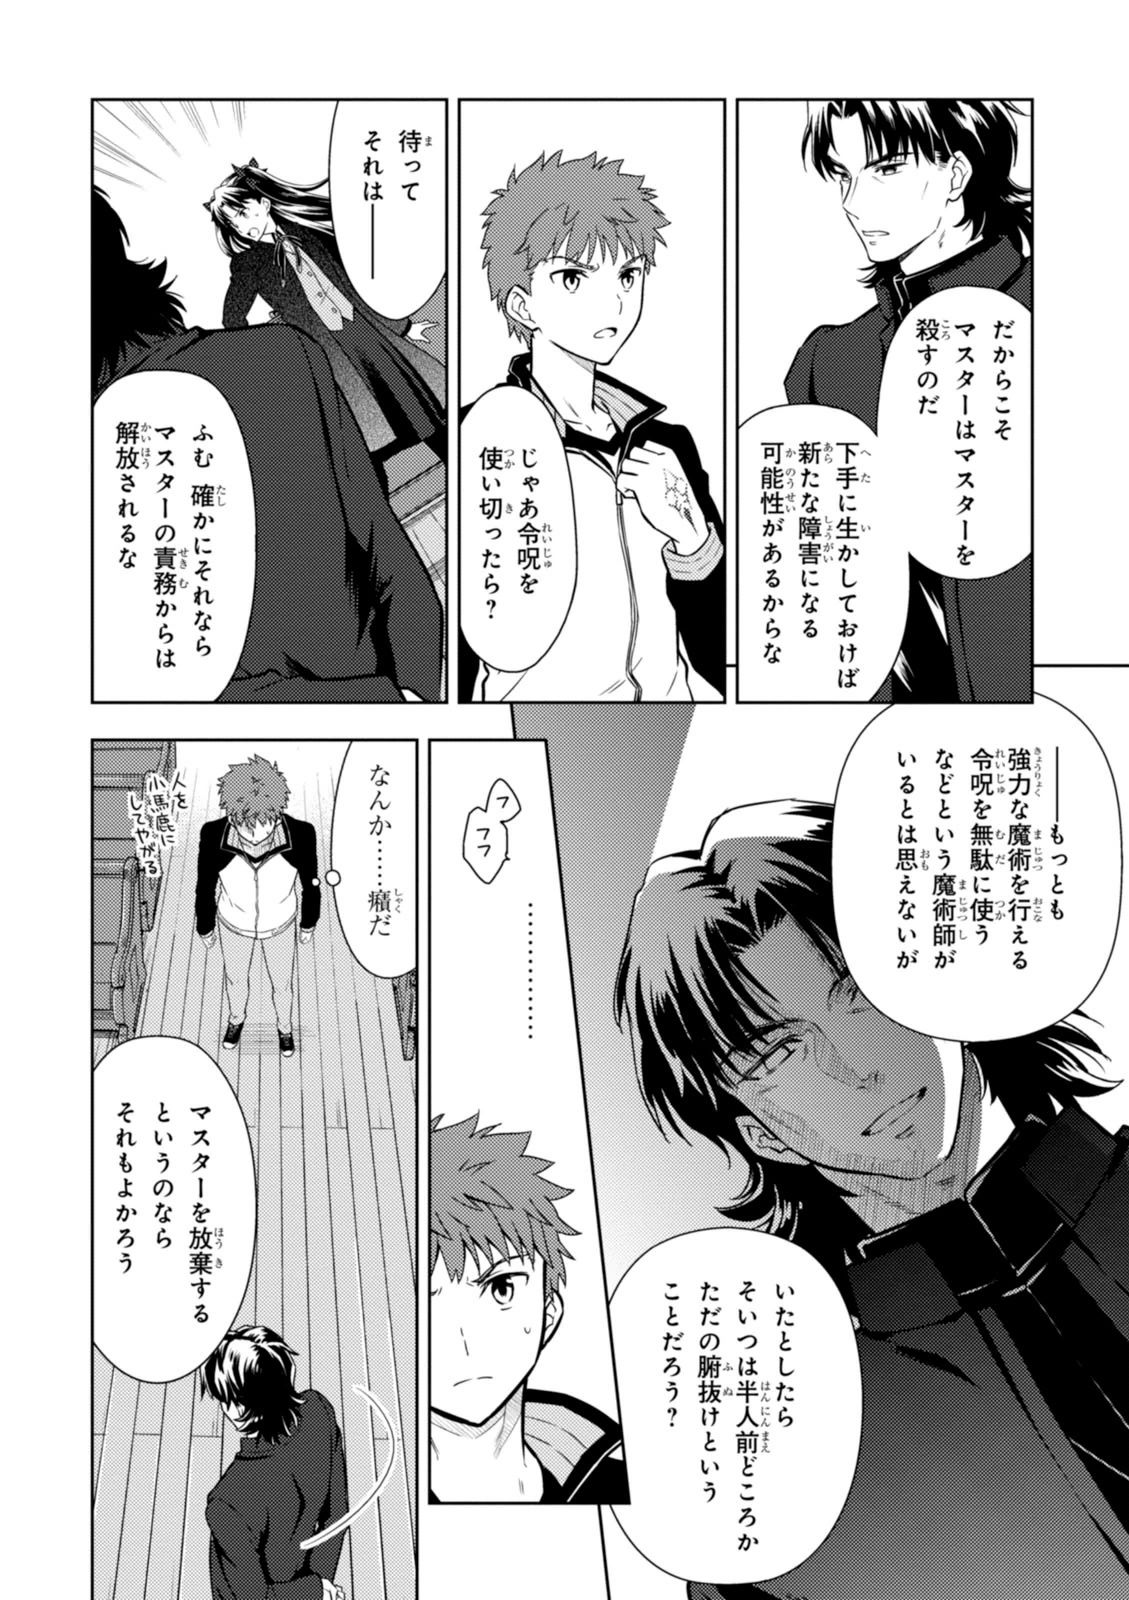 だからこそ
マスターはマスターを
殺すのだ
下手に生かしておけば
新たな障害になる
可能性があるからな
じゃあ令呪を
使い切ったら？
待って
それは――
ふむ 確かにそれなら
マスターの責務からは
解放されるな
――もっとも
強力な魔術を行える
令呪を無駄に使う
などという魔術師が
いるとは思えないが
いたとしたら
そいつは半人前どころか
ただの腑抜けという
ことだろう？
フッ
フフ
…………
なんか……癪だ
人を
小馬鹿に
してやがる
マスターを放棄する
というのなら
それもよかろう